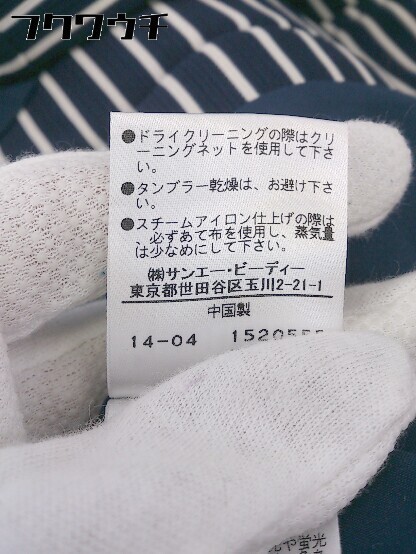 フクワウチ
●ドライクリーニングの際はクリ
ーニングネットを使用して下さ
い。
●タンブラー乾燥は、お避け下さ
い。
●スチームアイロン仕上げの際は
必ずあて布を使用し、蒸気量
は少なめにして下さい。
㈱サンエー・ビーディー
東京都世田谷区玉川2-21-1
中国製
14-04
や蛍光